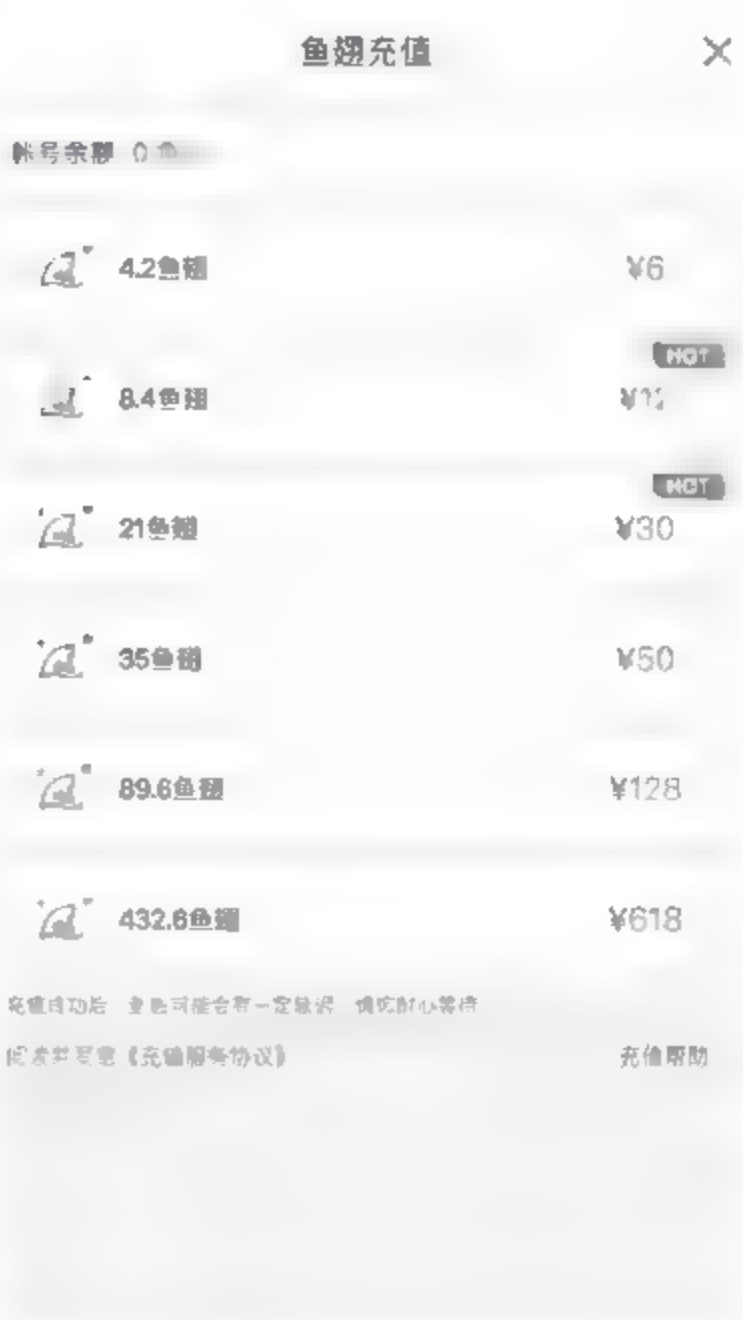 鱼翅充值
账号余额 0
4.2鱼翅 ¥6
HOT
8.4鱼翅 ¥12
HOT
21鱼翅 ¥30
35鱼翅 ¥50
89.6鱼翅 ¥128
432.6鱼翅 ¥618
充值成功后 鱼翅可能会有一定延迟 请您耐心等待
阅读并同意《充值服务协议》 充值帮助